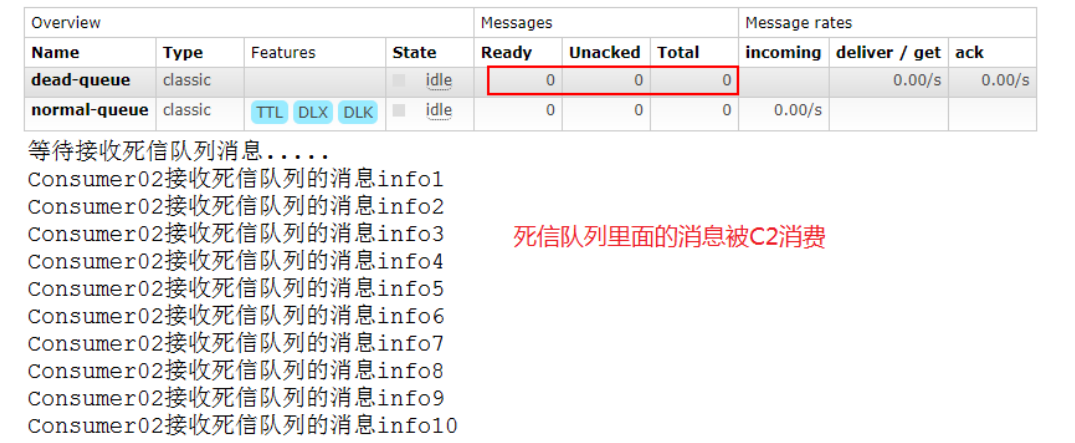 Overview Messages Message rates
Name Type Features State Ready Unacked Total incoming deliver / get ack
dead-queue classic idle 0 0 0 0.00/s 0.00/s
normal-queue classic TTL DLX DLK idle 0 0 0 0.00/s
等待接收死信队列消息.....
Consumer02接收死信队列的消息info1
Consumer02接收死信队列的消息info2
Consumer02接收死信队列的消息info3
死信队列里面的消息被C2消费
Consumer02接收死信队列的消息info4
Consumer02接收死信队列的消息info5
Consumer02接收死信队列的消息info6
Consumer02接收死信队列的消息info7
Consumer02接收死信队列的消息info8
Consumer02接收死信队列的消息info9
Consumer02接收死信队列的消息info10